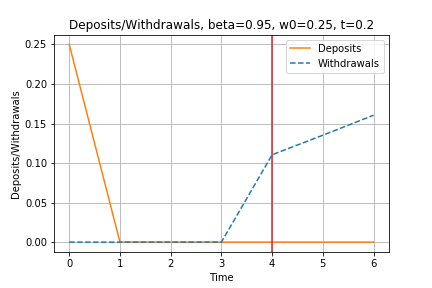 Deposits/Withdrawals, beta=0.95, w0=0.25, t=0.2
Deposits
Withdrawals
Deposits/Withdrawals
0.25
0.20
0.15
0.10
0.05
0.00
0 1 2 3 4 5 6
Time